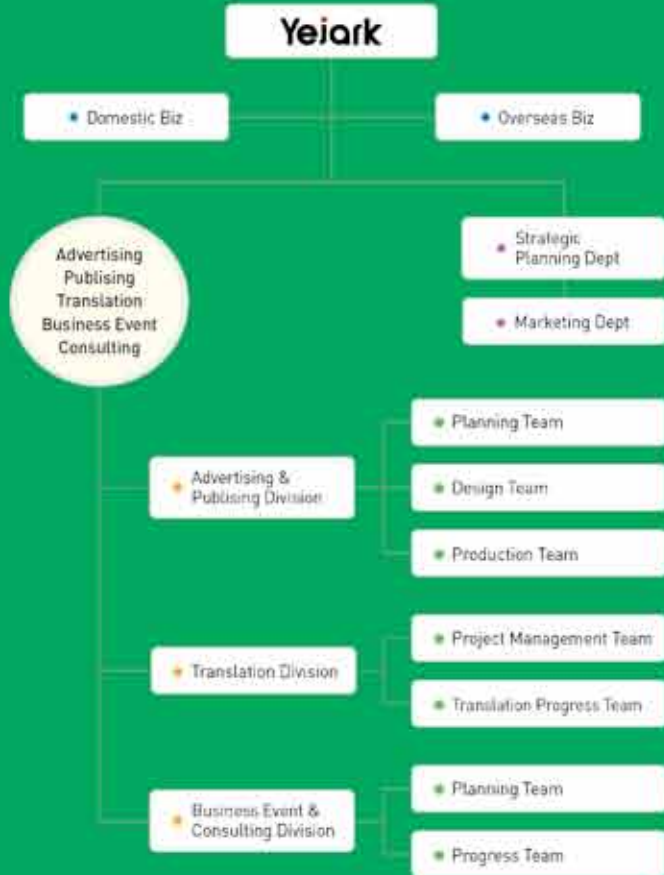 Yejark
Domestic Biz
Overseas Biz
Advertising
Publising
Translation
Business Event
Consulting
Strategic
Planning Dept
Marketing Dept
Advertising &
Publising Division
Planning Team
Design Team
Production Team
Translation Division
Project Management Team
Translation Progress Team
Business Event &
Consulting Division
Planning Team
Progress Team